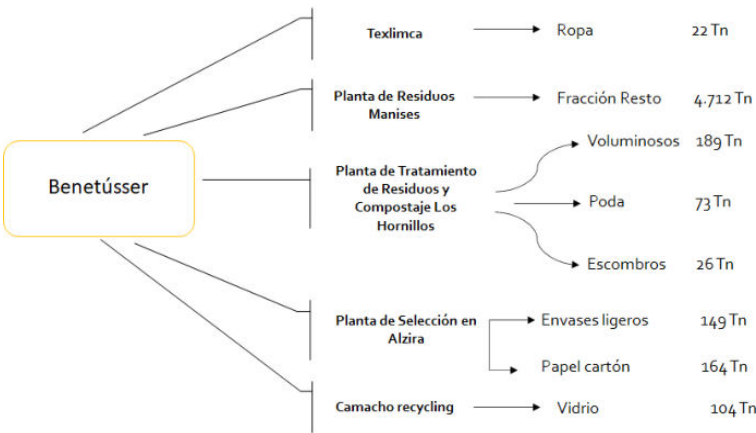 Texlimca Ropa 22 Tn
Planta de Residuos
Manises
Fracción Resto 4.712 Tn
Benetússer
Planta de Tratamiento
de Residuos y
Compostaje Los
Hornillos
Voluminosos 189 Tn
Poda 73 Tn
Escombros 26 Tn
Planta de Selección en
Alzira
Envases ligeros 149 Tn
Papel cartón 164 Tn
Camacho recycling Vidrio 104 Tn